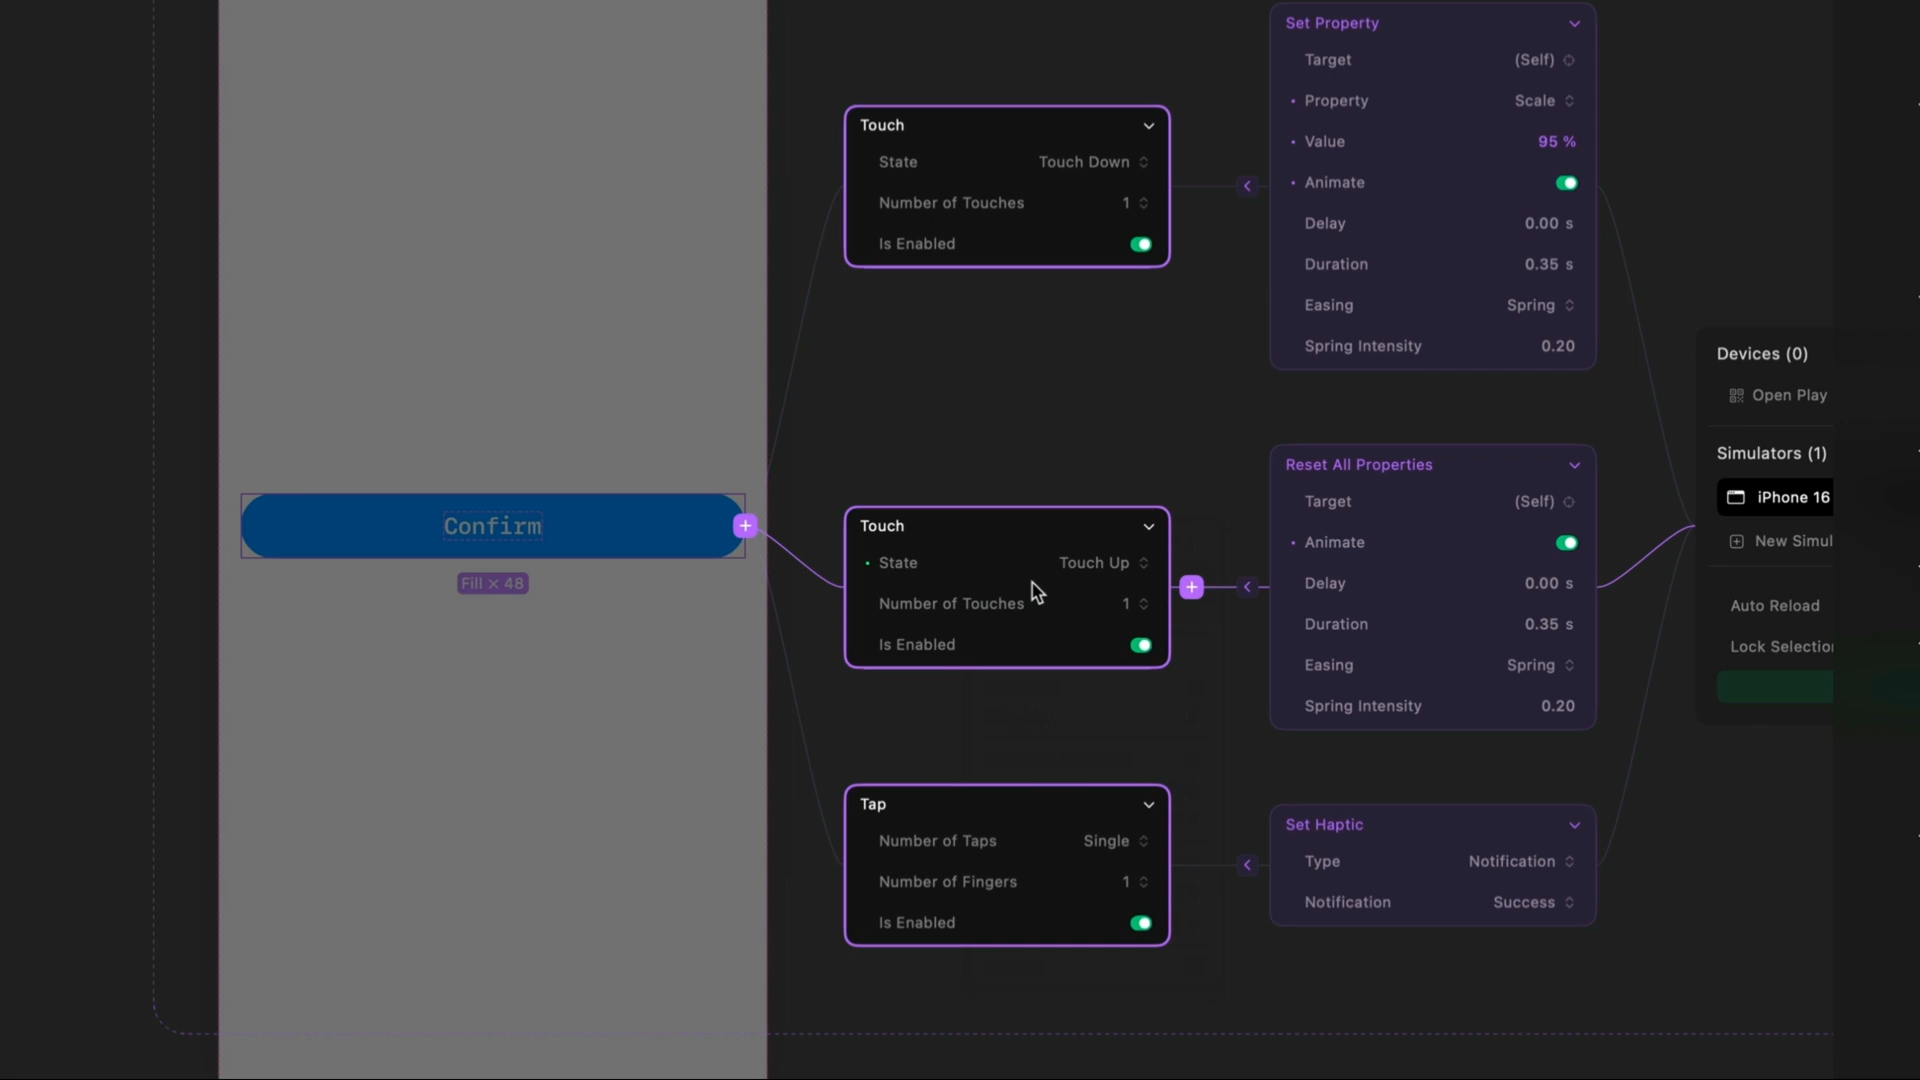 Confirm
Fill × 48
Touch
State Touch Down
Number of Touches 1
Is Enabled
Touch
State Touch Up
Number of Touches 1
Is Enabled
Tap
Number of Taps Single
Number of Fingers 1
Is Enabled
Set Property
Target (Self)
Property Scale
Value 95 %
Animate
Delay 0.00 s
Duration 0.35 s
Easing Spring
Spring Intensity 0.20
Reset All Properties
Target (Self)
Animate
Delay 0.00 s
Duration 0.35 s
Easing Spring
Spring Intensity 0.20
Set Haptic
Type Notification
Notification Success
Devices (0)
Open Play
Simulators (1)
iPhone 16
New Simul
Auto Reload
Lock Selectio